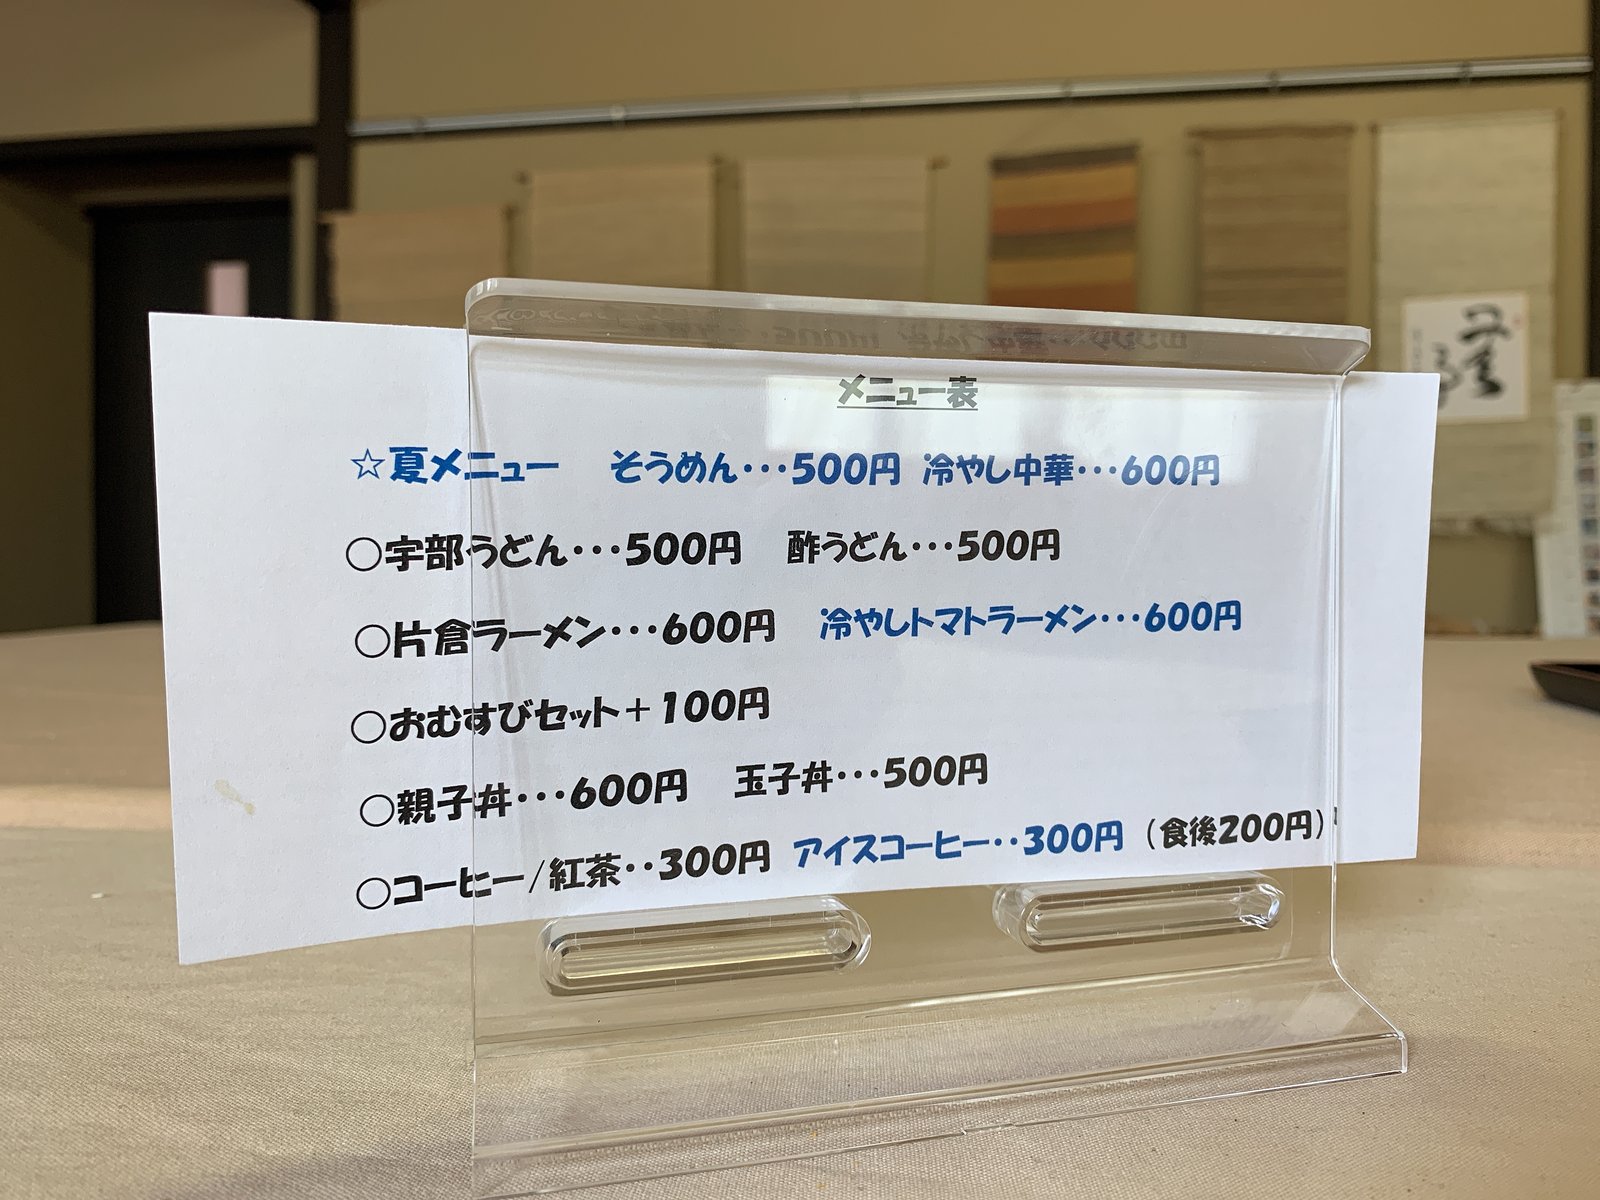 メニュー表
☆夏メニュー　そうめん・・・500円　冷やし中華・・・600円
○宇部うどん・・・500円　酢うどん・・・500円
○片倉ラーメン・・・600円　冷やしトマトラーメン・・・600円
○おむすびセット＋100円
○親子丼・・・600円　玉子丼・・・500円
○コーヒー/紅茶・・300円　アイスコーヒー・・300円（食後200円）